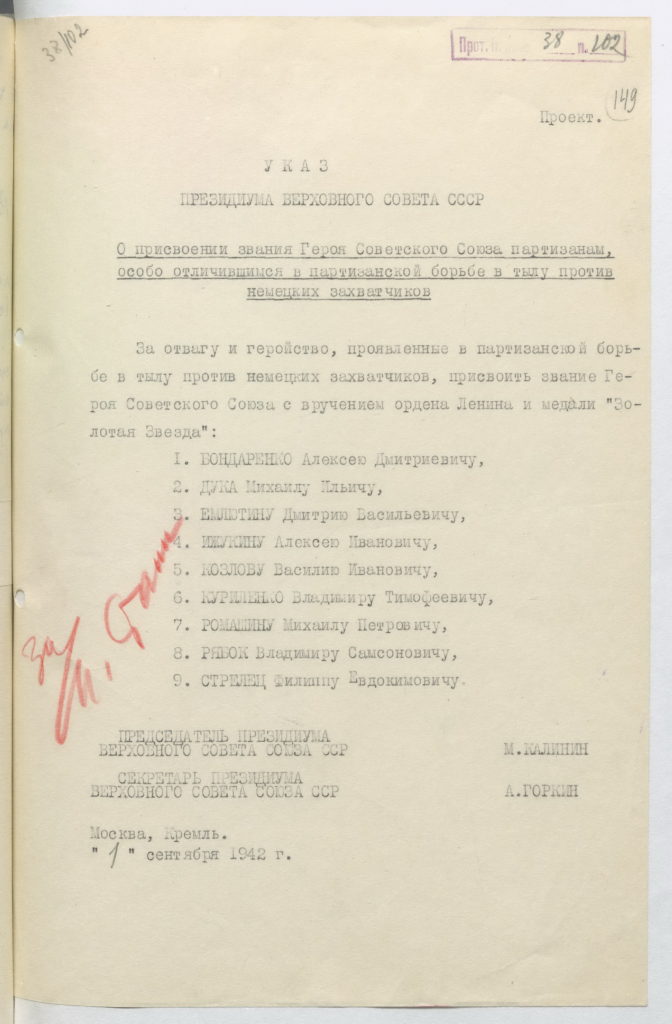 38/102
Прот. П. 38 п. 102
149
Проект.
У К А З
ПРЕЗИДИУМА ВЕРХОВНОГО СОВЕТА СССР
О присвоении звания Героя Советского Союза партизанам,
особо отличившимся в партизанской борьбе в тылу против
немецких захватчиков
За отвагу и геройство, проявленные в партизанской борь-
бе в тылу против немецких захватчиков, присвоить звание Ге-
роя Советского Союза с вручением ордена Ленина и медали "Зо-
лотая Звезда":
1. БОНДАРЕНКО Алексею Дмитриевичу,
2. ДУКА Михаилу Ильичу,
3. ЕМЛЮТИНУ Дмитрию Васильевичу,
4. ИЖУКИНУ Алексею Ивановичу,
5. КОЗЛОВУ Василию Ивановичу,
6. КУРИЛЕНКО Владимиру Тимофеевичу,
7. РОМАШИНУ Михаилу Петровичу,
8. РЯБОК Владимиру Самсоновичу,
9. СТРЕЛЕЦ Филиппу Евдокимовичу.
за
И. Стал
ПРЕДСЕДАТЕЛЬ ПРЕЗИДИУМА
ВЕРХОВНОГО СОВЕТА СОЮЗА ССР М.КАЛИНИН
СЕКРЕТАРЬ ПРЕЗИДИУМА
ВЕРХОВНОГО СОВЕТА СОЮЗА ССР А.ГОРКИН
Москва, Кремль.
"1" сентября 1942 г.